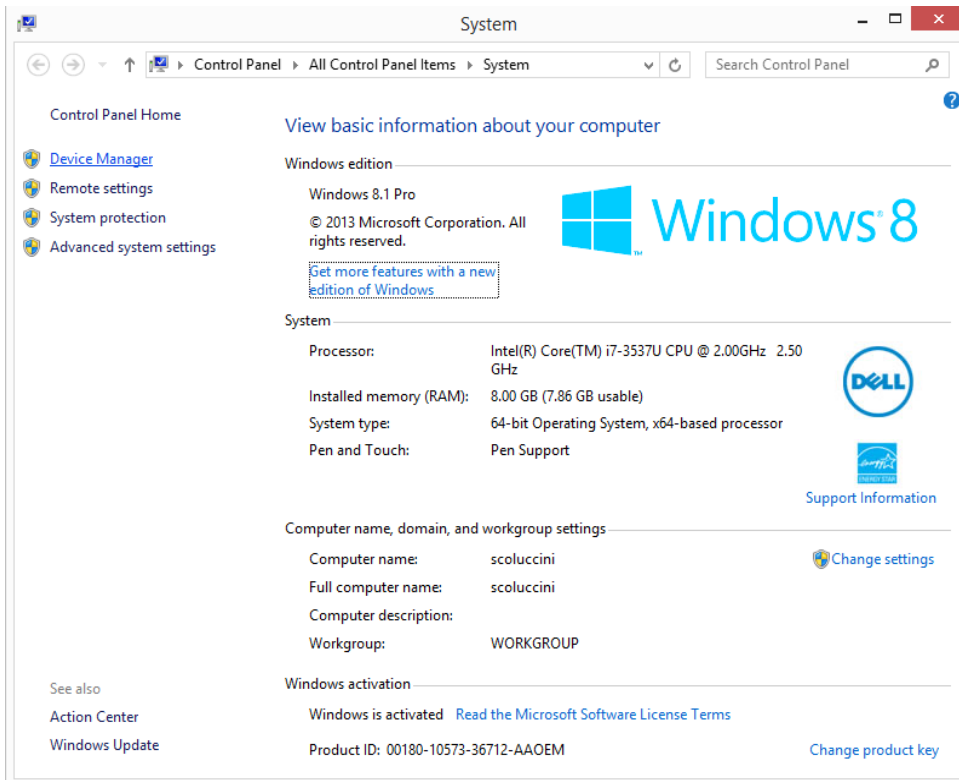 System
Control Panel
All Control Panel Items
System
Search Control Panel
Control Panel Home
Device Manager
Remote settings
System protection
Advanced system settings
View basic information about your computer
Windows edition
Windows 8.1 Pro
© 2013 Microsoft Corporation. All
rights reserved.
Get more features with a new
edition of Windows
Windows 8
System
Processor: Intel(R) Core(TM) i7-3537U CPU @ 2.00GHz 2.50
GHz
Installed memory (RAM): 8.00 GB (7.86 GB usable)
System type: 64-bit Operating System, x64-based processor
Pen and Touch: Pen Support
DELL
ENERGY STAR
Support Information
Computer name, domain, and workgroup settings
Computer name: scoluccini
Change settings
Full computer name: scoluccini
Computer description:
Workgroup: WORKGROUP
Windows activation
Windows is activated Read the Microsoft Software License Terms
Product ID: 00180-10573-36712-AAOEM
Change product key
See also
Action Center
Windows Update